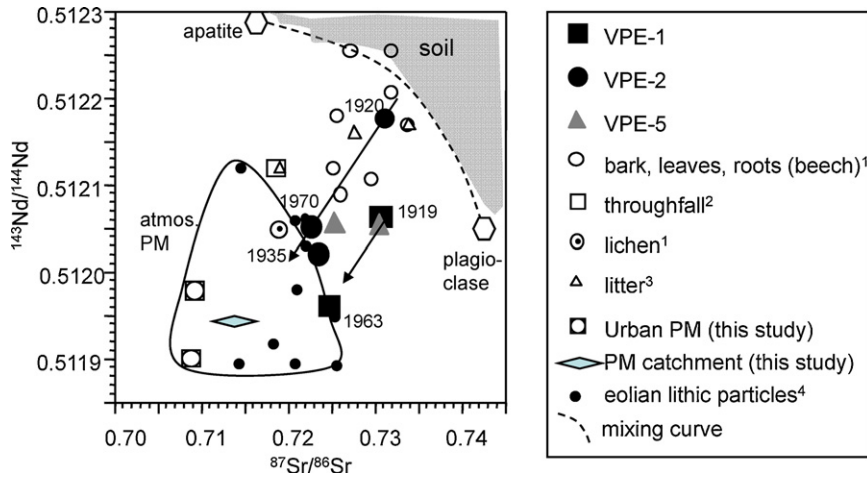 0.5123
0.5122
0.5121
0.5120
0.5119
¹⁴³Nd/¹⁴⁴Nd
apatite
soil
1920
1970
atmos.
PM
1935
1919
1963
plagio-
clase
0.70 0.71 0.72 0.73 0.74
⁸⁷Sr/⁸⁶Sr
VPE-1
VPE-2
VPE-5
bark, leaves, roots (beech)¹
throughfall²
lichen¹
litter³
Urban PM (this study)
PM catchment (this study)
eolian lithic particles⁴
mixing curve